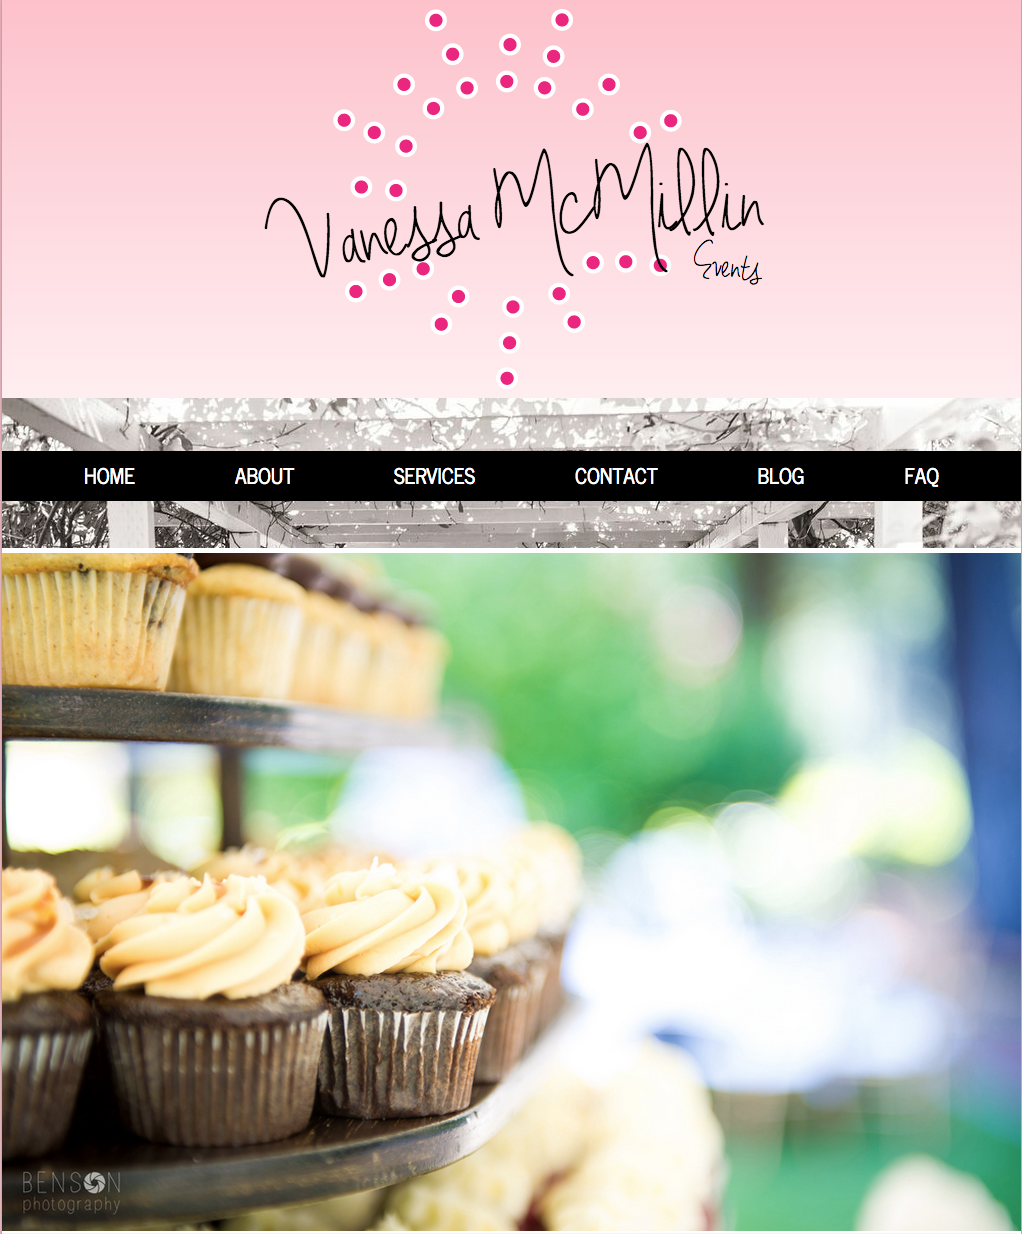 Vanessa McMillin
Events
HOME ABOUT SERVICES CONTACT BLOG FAQ
BENSON
photography